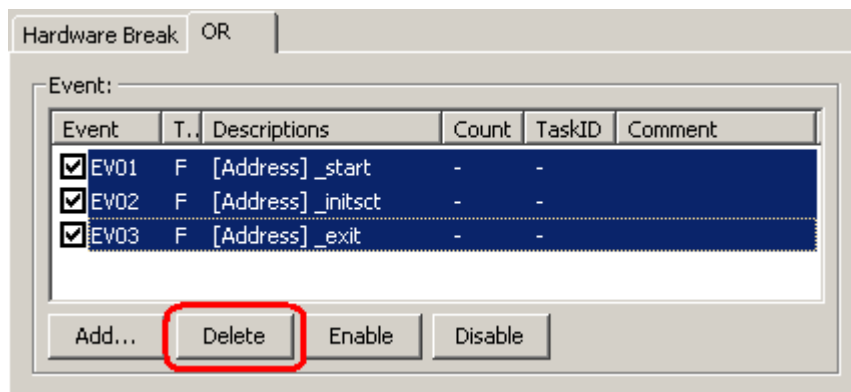 Hardware Break OR
Event:
Event T.. Descriptions Count TaskID Comment
EV01 F [Address] _start - -
EV02 F [Address] _initsct - -
EV03 F [Address] _exit - -
Add... Delete Enable Disable